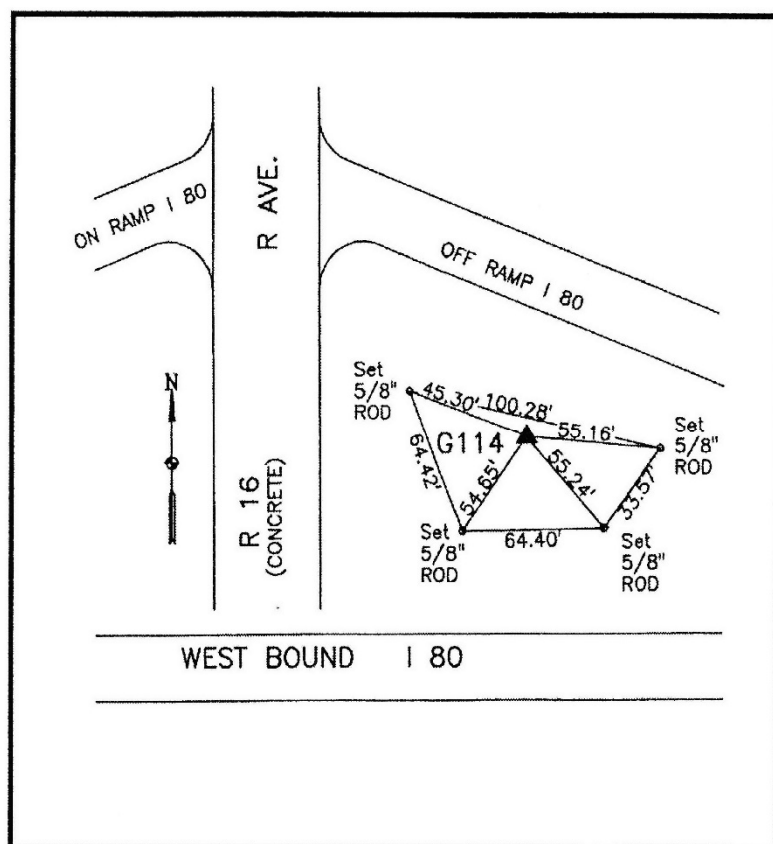 ON RAMP I 80
R AVE.
OFF RAMP I 80
N
R 16
(CONCRETE)
Set
5/8"
ROD
45.30'
100.28'
55.16'
G114
64.42'
54.65'
55.24'
33.57'
64.40'
Set
5/8"
ROD
Set
5/8"
ROD
Set
5/8"
ROD
WEST BOUND I 80